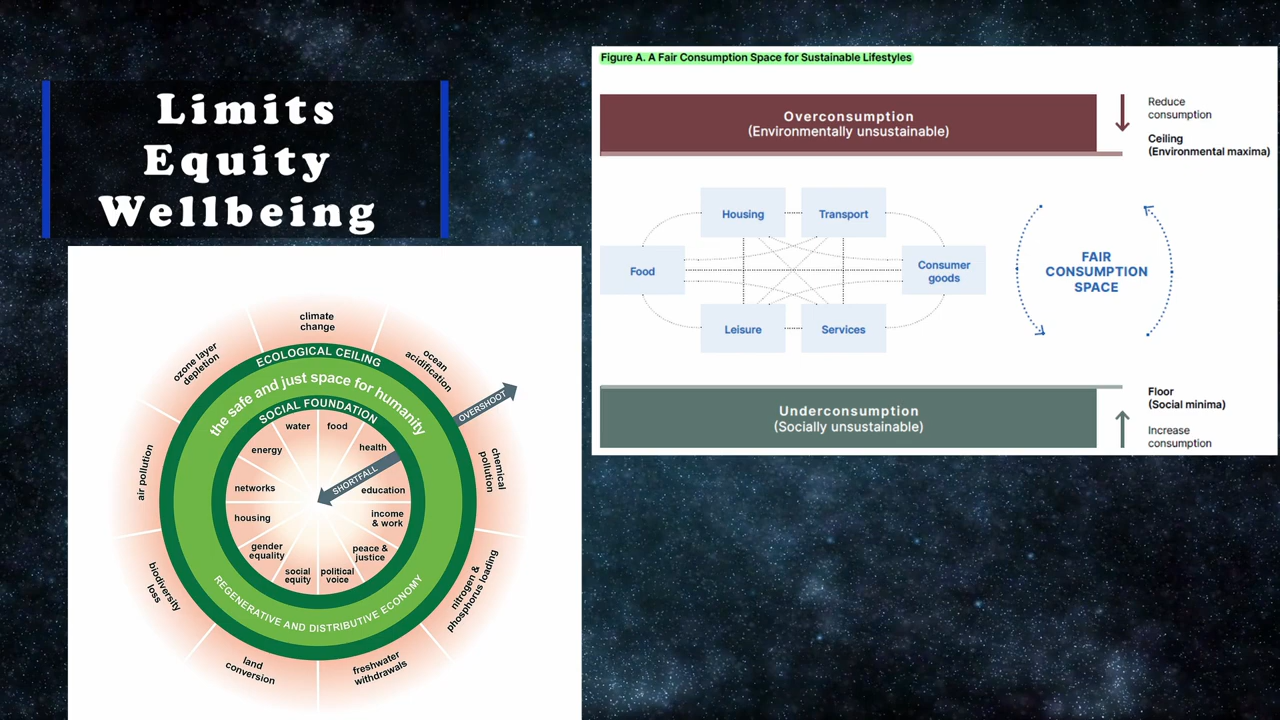 Limits
Equity
Wellbeing
Figure A. A Fair Consumption Space for Sustainable Lifestyles
Overconsumption
(Environmentally unsustainable)
Reduce
consumption
Ceiling
(Environmental maxima)
Housing
Transport
Food
Consumer
goods
Leisure
Services
FAIR
CONSUMPTION
SPACE
Underconsumption
(Socially unsustainable)
Floor
(Social minima)
Increase
consumption
climate
change
ozone layer
depletion
ocean
acidification
ECOLOGICAL CEILING
the safe and just space for humanity
SOCIAL FOUNDATION
OVERSHOOT
water
food
energy
health
SHORTFALL
networks
education
housing
income
& work
gender
equality
peace &
justice
social
equity
political
voice
air pollution
chemical
pollution
REGENERATIVE AND DISTRIBUTIVE ECONOMY
biodiversity
loss
nitrogen &
phosphorus loading
land
conversion
freshwater
withdrawals